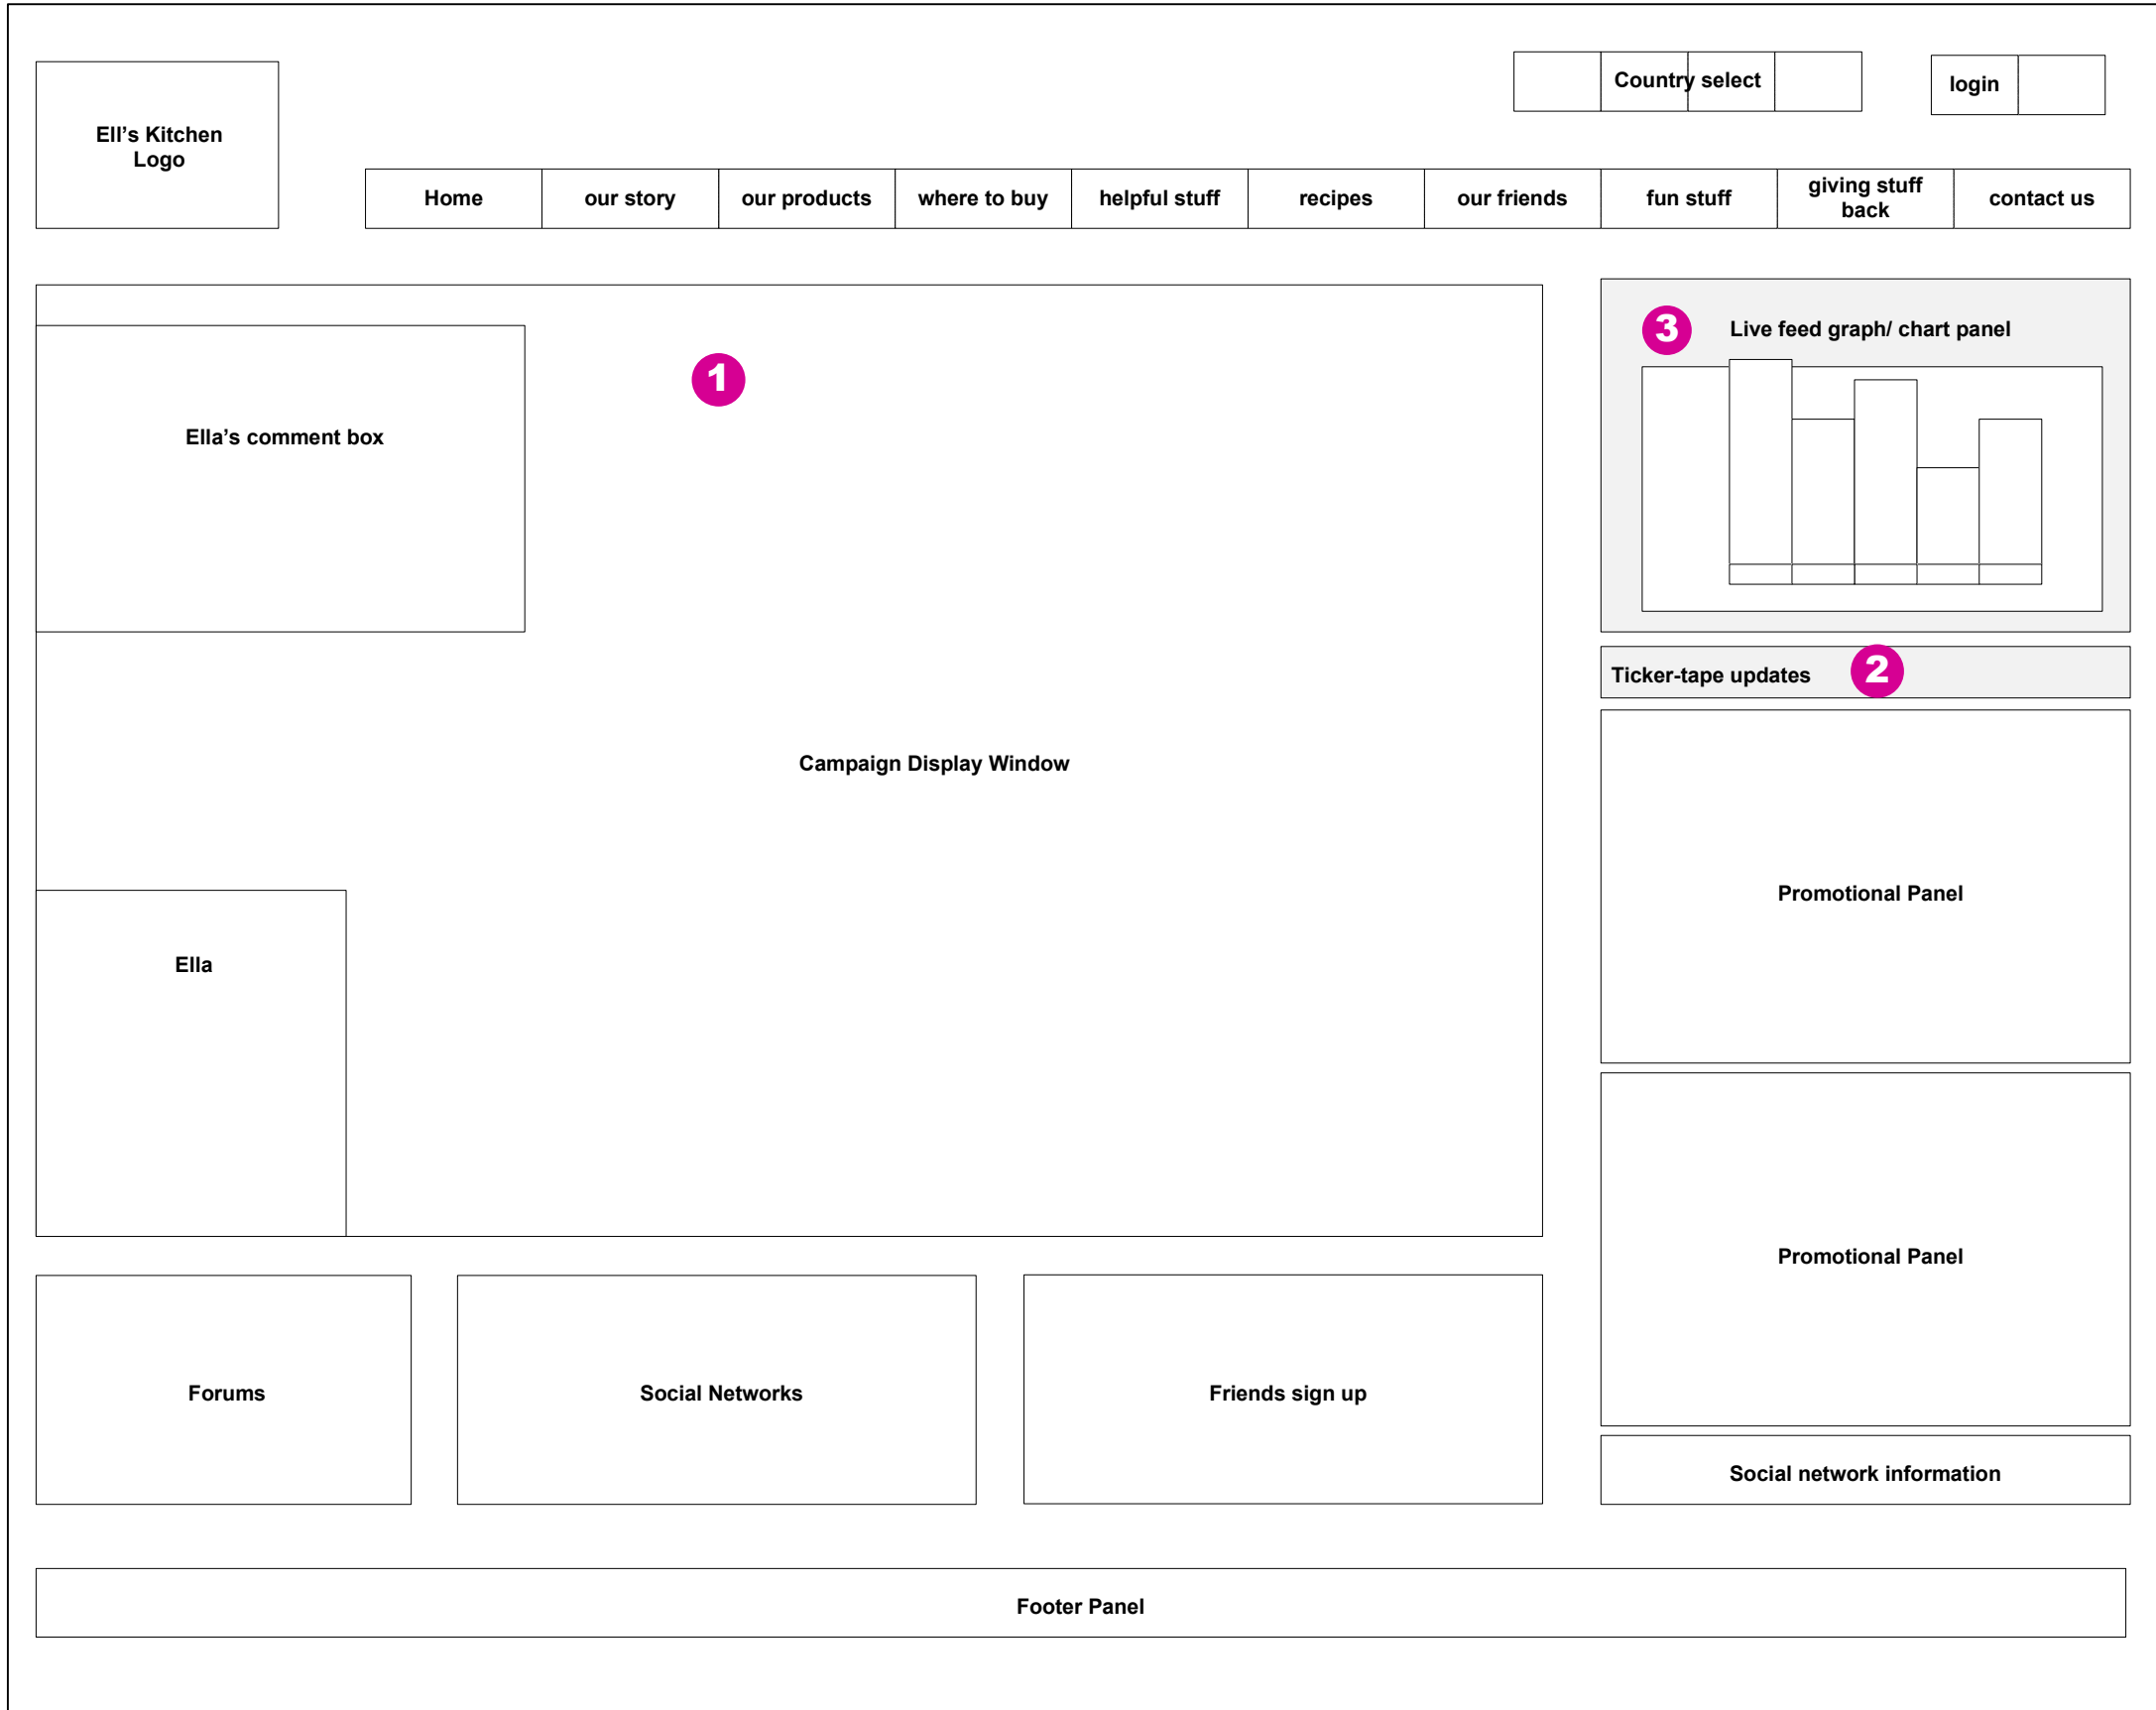 Country select
login
Ell’s Kitchen
Logo
Home
our story
our products
where to buy
helpful stuff
recipes
our friends
fun stuff
giving stuff
back
contact us
3
Live feed graph/ chart panel
1
Ella’s comment box
Ticker-tape updates
2
Campaign Display Window
Promotional Panel
Ella
Promotional Panel
Forums
Social Networks
Friends sign up
Social network information
Footer Panel